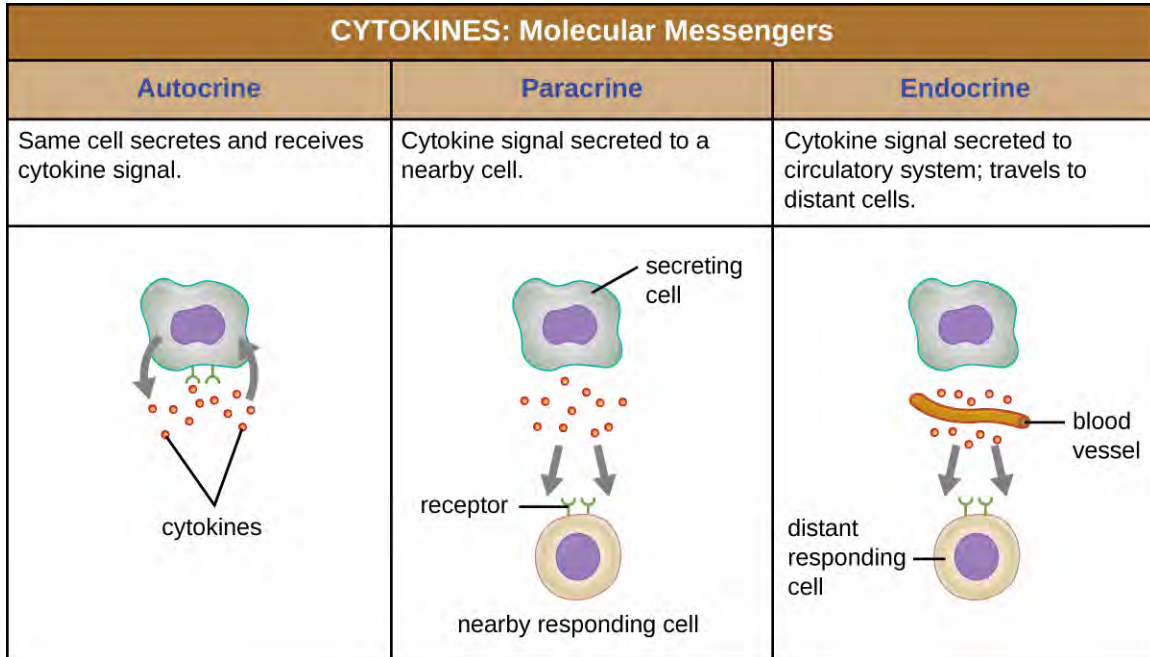 CYTOKINES: Molecular Messengers
Autocrine
Paracrine
Endocrine
Same cell secretes and receives
cytokine signal.
Cytokine signal secreted to a
nearby cell.
Cytokine signal secreted to
circulatory system; travels to
distant cells.
cytokines
secreting
cell
receptor
nearby responding cell
blood
vessel
distant
responding
cell